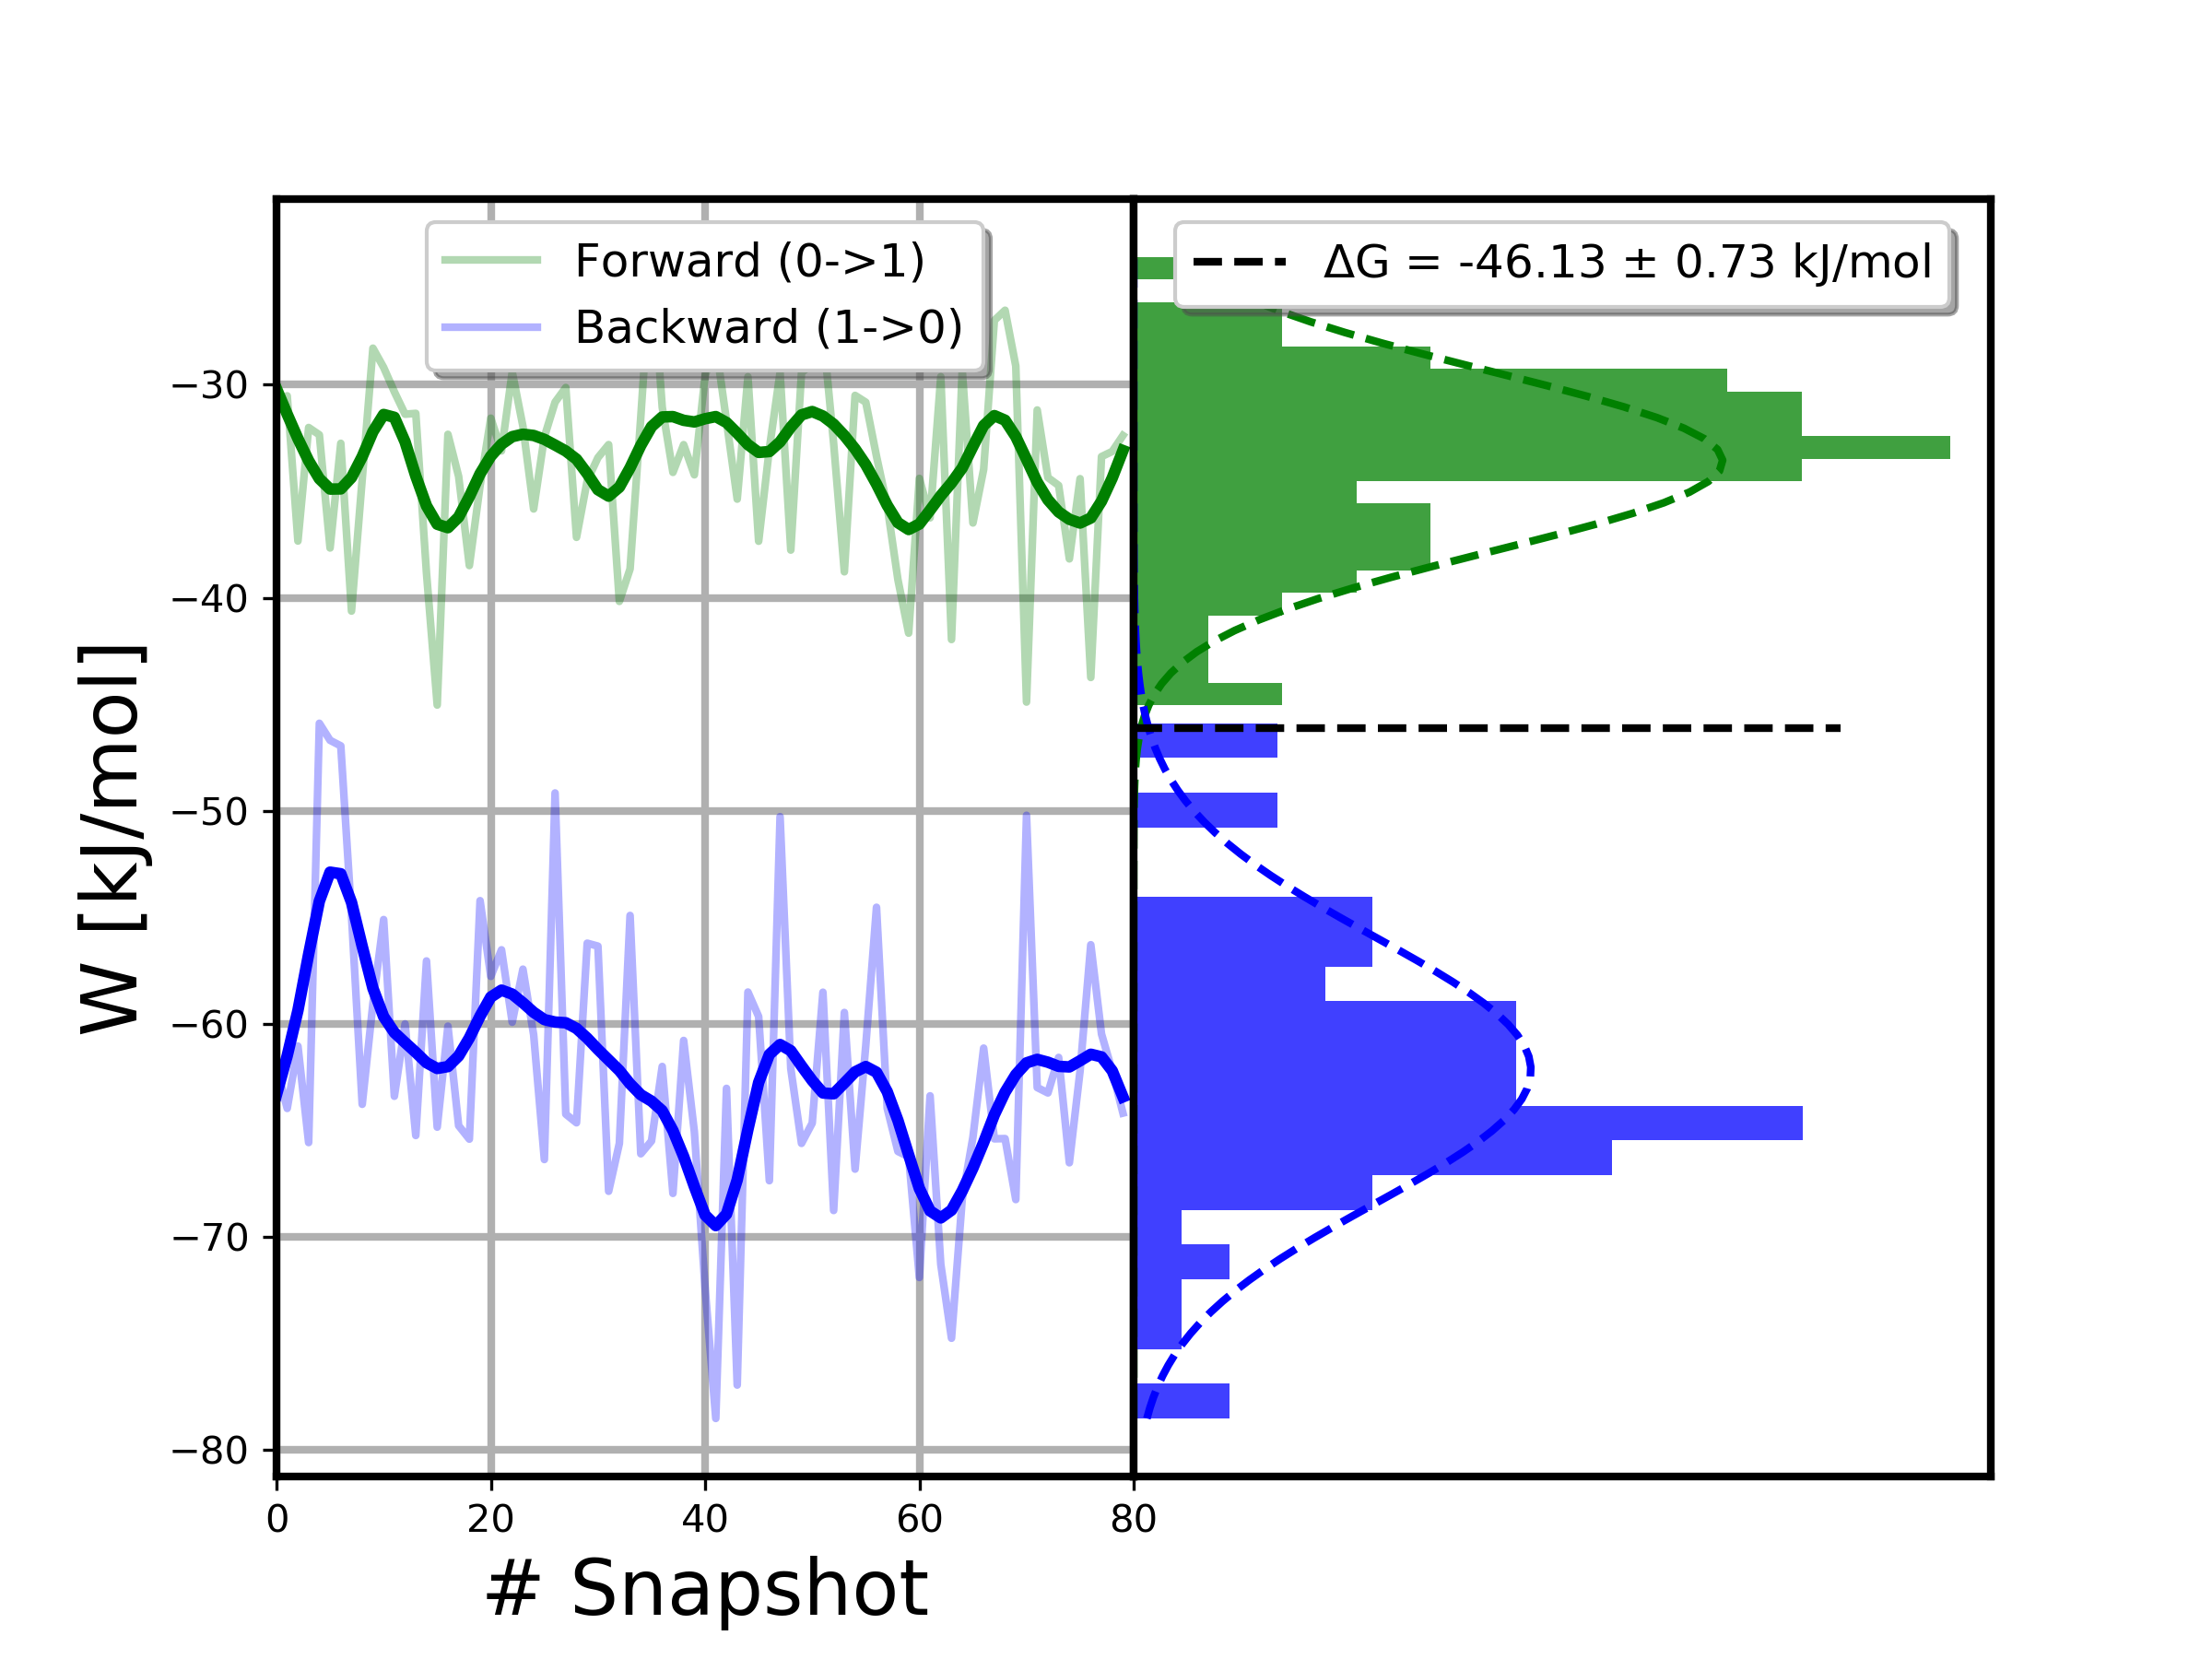 Forward (0->1)
Backward (1->0)
ΔG = -46.13 ± 0.73 kJ/mol
W [kJ/mol]
−30
−40
−50
−60
−70
−80
0 20 40 60 80
# Snapshot